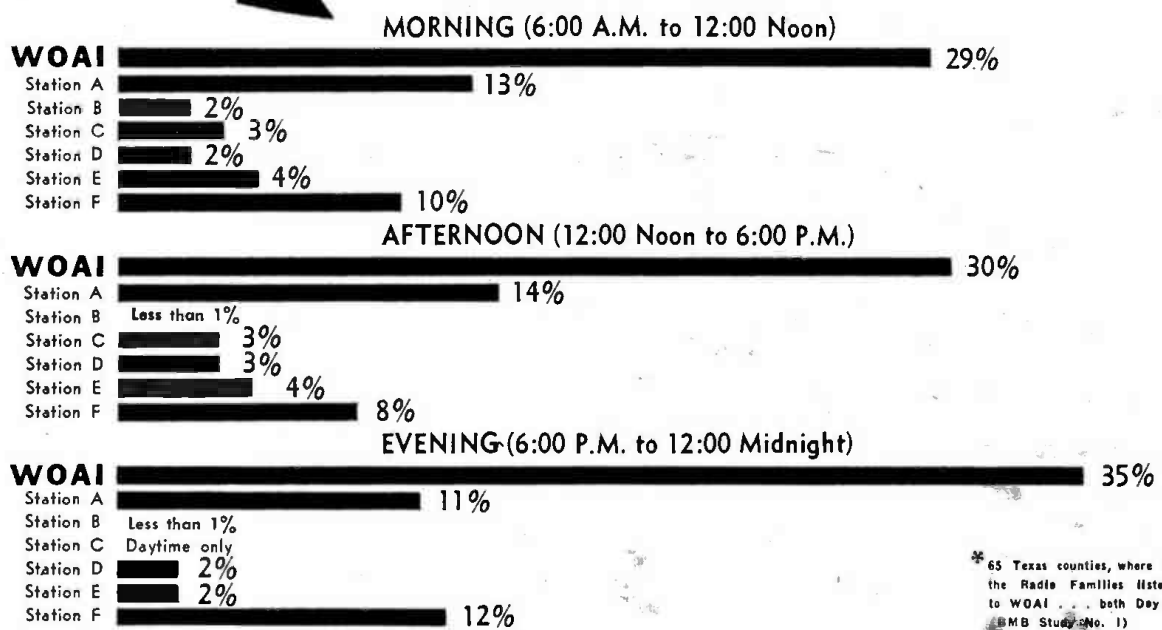 MORNING (6:00 A.M. to 12:00 Noon)
WOAI 29%
Station A 13%
Station B 2%
Station C 3%
Station D 2%
Station E 4%
Station F 10%
AFTERNOON (12:00 Noon to 6:00 P.M.)
WOAI 30%
Station A 14%
Station B Less than 1%
Station C 3%
Station D 3%
Station E 4%
Station F 8%
EVENING (6:00 P.M. to 12:00 Midnight)
WOAI 35%
Station A 11%
Station B Less than 1%
Station C Daytime only
Station D 2%
Station E 2%
Station F 12%
* 65 Texas counties, where
the Radio Families liste
to WOAI . . . both Day
BMB Study No. 1)